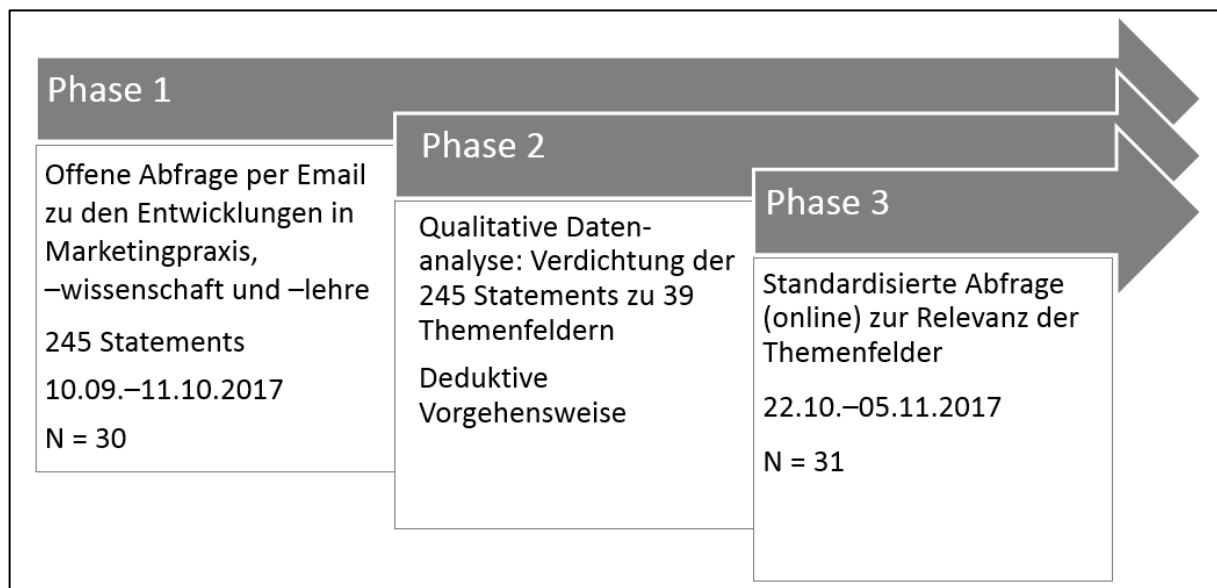 Phase 1
Offene Abfrage per Email
zu den Entwicklungen in
Marketingpraxis,
–wissenschaft und –lehre
245 Statements
10.09.–11.10.2017
N = 30
Phase 2
Qualitative Daten-
analyse: Verdichtung der
245 Statements zu 39
Themenfeldern
Deduktive
Vorgehensweise
Phase 3
Standardisierte Abfrage
(online) zur Relevanz der
Themenfelder
22.10.–05.11.2017
N = 31